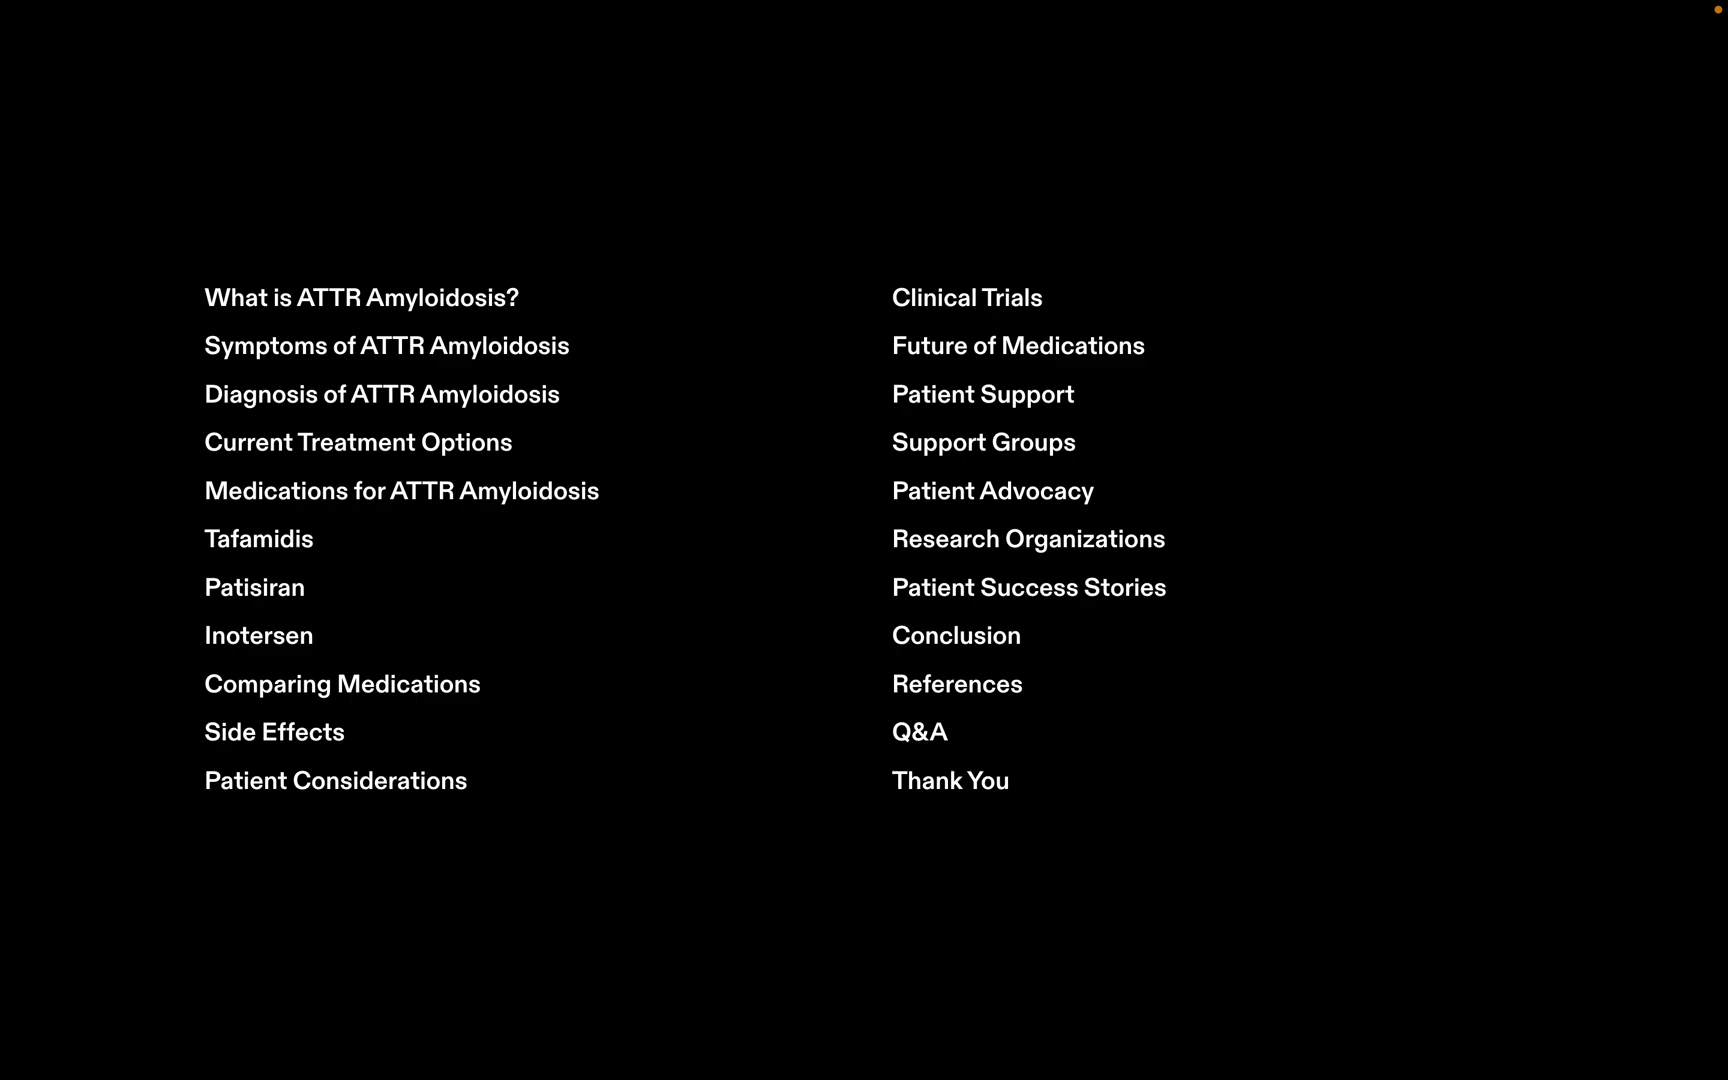 What is ATTR Amyloidosis?
Symptoms of ATTR Amyloidosis
Diagnosis of ATTR Amyloidosis
Current Treatment Options
Medications for ATTR Amyloidosis
Tafamidis
Patisiran
Inotersen
Comparing Medications
Side Effects
Patient Considerations
Clinical Trials
Future of Medications
Patient Support
Support Groups
Patient Advocacy
Research Organizations
Patient Success Stories
Conclusion
References
Q&A
Thank You